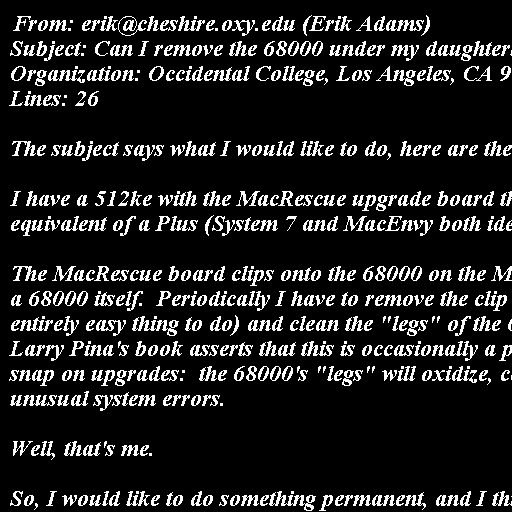 From: erik@cheshire.oxy.edu (Erik Adams)
Subject: Can I remove the 68000 under my daughter
Organization: Occidental College, Los Angeles, CA 9
Lines: 26

The subject says what I would like to do, here are the

I have a 512ke with the MacRescue upgrade board th
equivalent of a Plus (System 7 and MacEnvy both ide

The MacRescue board clips onto the 68000 on the M
a 68000 itself.  Periodically I have to remove the clip
entirely easy thing to do) and clean the "legs" of the 6
Larry Pina's book asserts that this is occasionally a p
snap on upgrades:  the 68000's "legs" will oxidize, c
unusual system errors.

Well, that's me.

So, I would like to do something permanent, and I thi